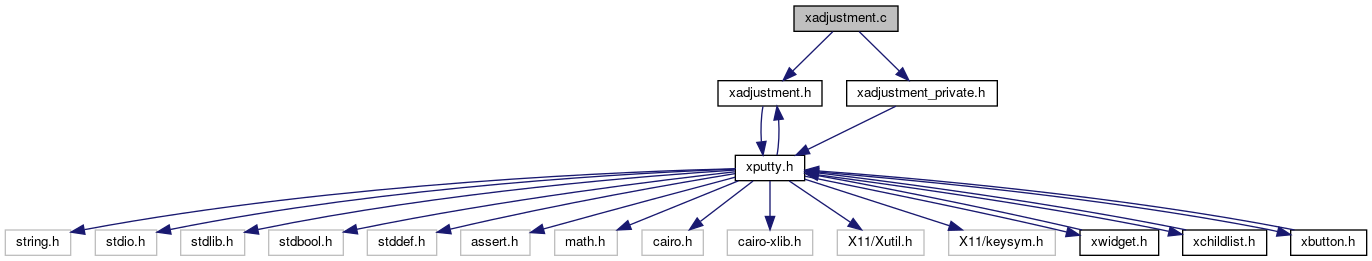 xadjustment.c
xadjustment.h
xadjustment_private.h
xputty.h
string.h
stdio.h
stdlib.h
stdbool.h
stddef.h
assert.h
math.h
cairo.h
cairo-xlib.h
X11/Xutil.h
X11/keysym.h
xwidget.h
xchildlist.h
xbutton.h